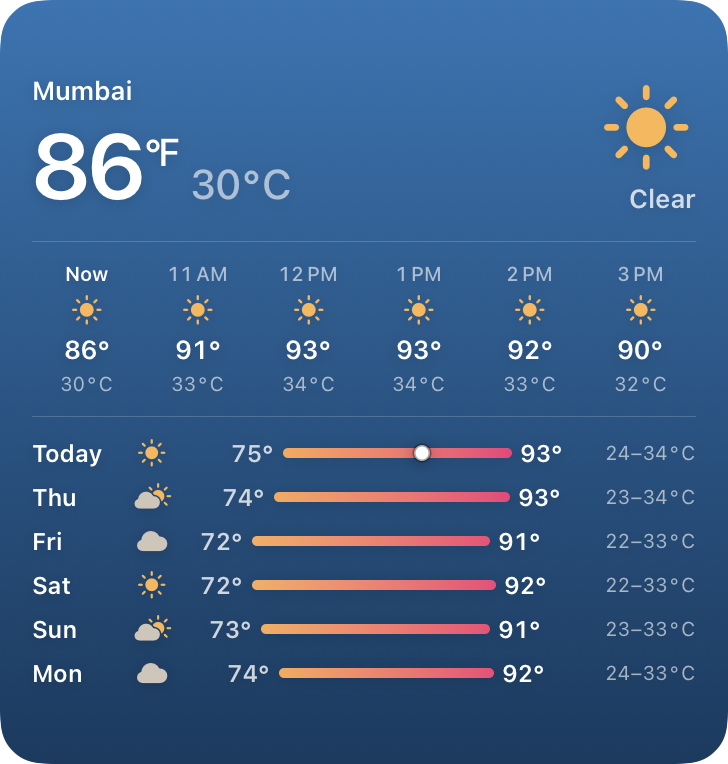 Mumbai
86°F 30°C
Clear
Now 11 AM 12 PM 1 PM 2 PM 3 PM
86° 91° 93° 93° 92° 90°
30°C 33°C 34°C 34°C 33°C 32°C
Today 75° 93° 24–34°C
Thu 74° 93° 23–34°C
Fri 72° 91° 22–33°C
Sat 72° 92° 22–33°C
Sun 73° 91° 23–33°C
Mon 74° 92° 24–33°C